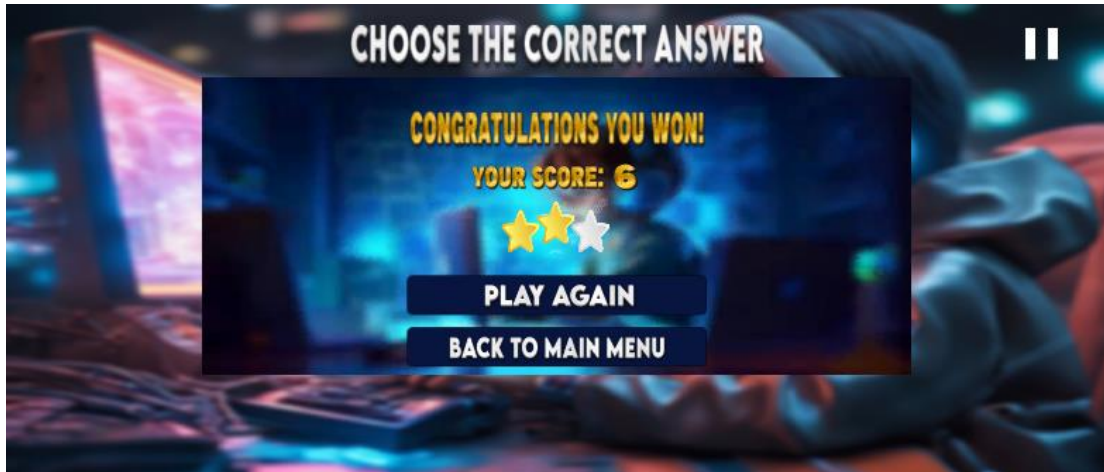 CHOOSE THE CORRECT ANSWER
CONGRATULATIONS YOU WON!
YOUR SCORE: 6
PLAY AGAIN
BACK TO MAIN MENU